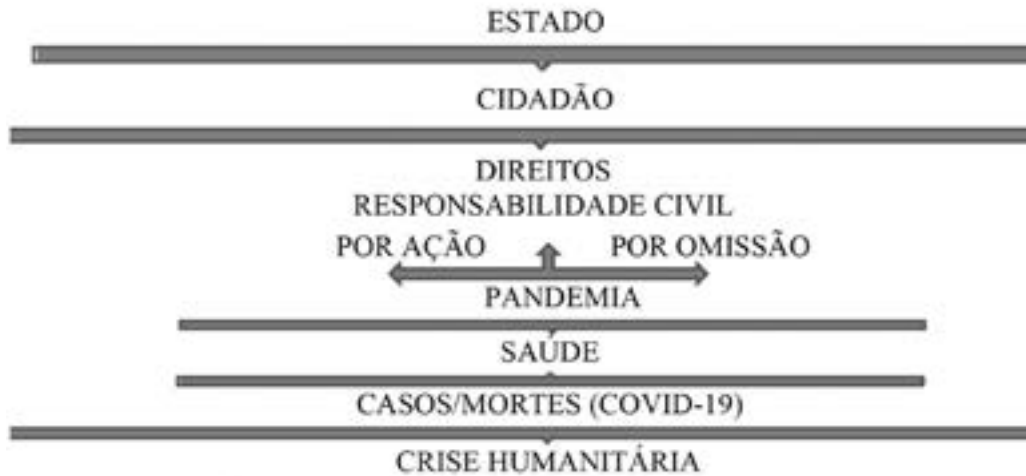 ESTADO
CIDADÃO
DIREITOS
RESPONSABILIDADE CIVIL
POR AÇÃO POR OMISSÃO
PANDEMIA
SAÚDE
CASOS/MORTES (COVID-19)
CRISE HUMANITÁRIA